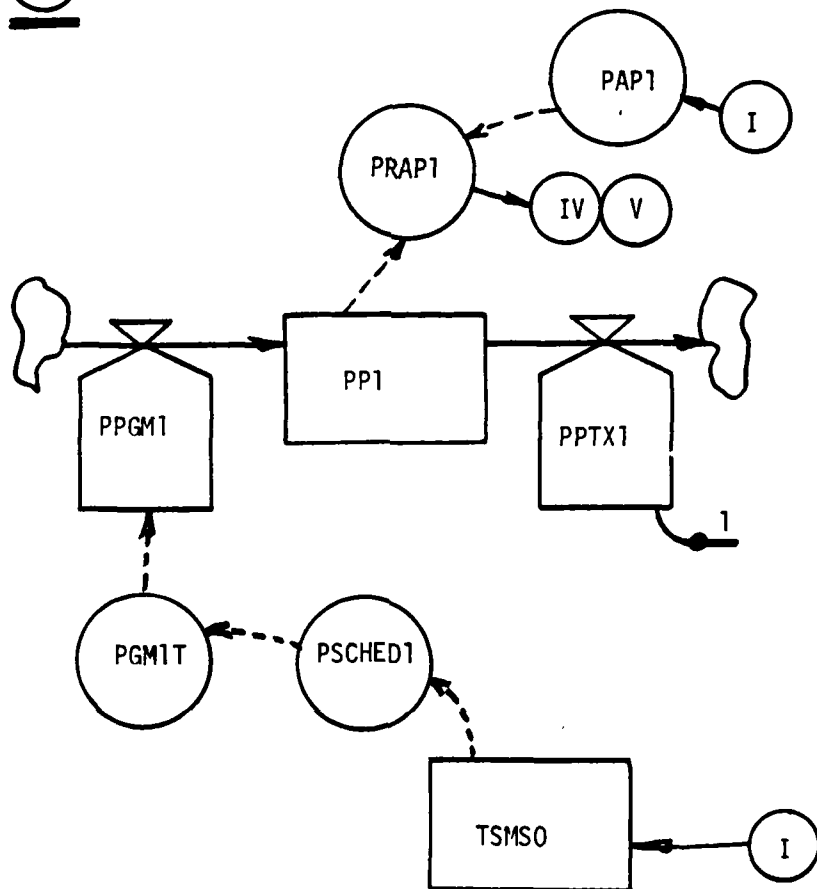 PAP1
I
PRAP1
IV
V
PP1
PPGM1
PPTX1
1
PGM1T
PSCHED1
TSMSO
I